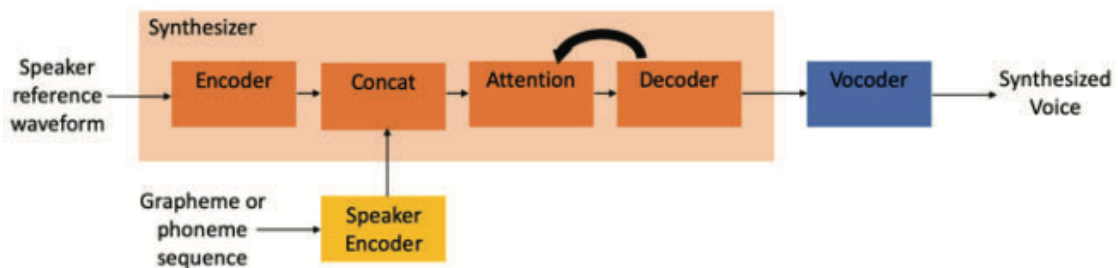 Synthesizer
Speaker
reference
waveform
Encoder
Concat
Attention
Decoder
Vocoder
Synthesized
Voice
Grapheme or
phoneme
sequence
Speaker
Encoder